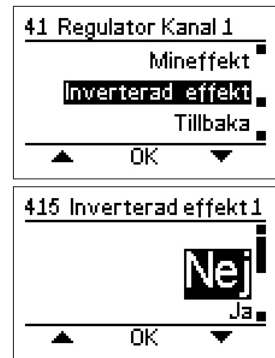 41 Regulator Kanal 1
Mineffekt
Inverterad effekt
Tillbaka
OK
415 Inverterad effekt 1
Nej
Ja
OK